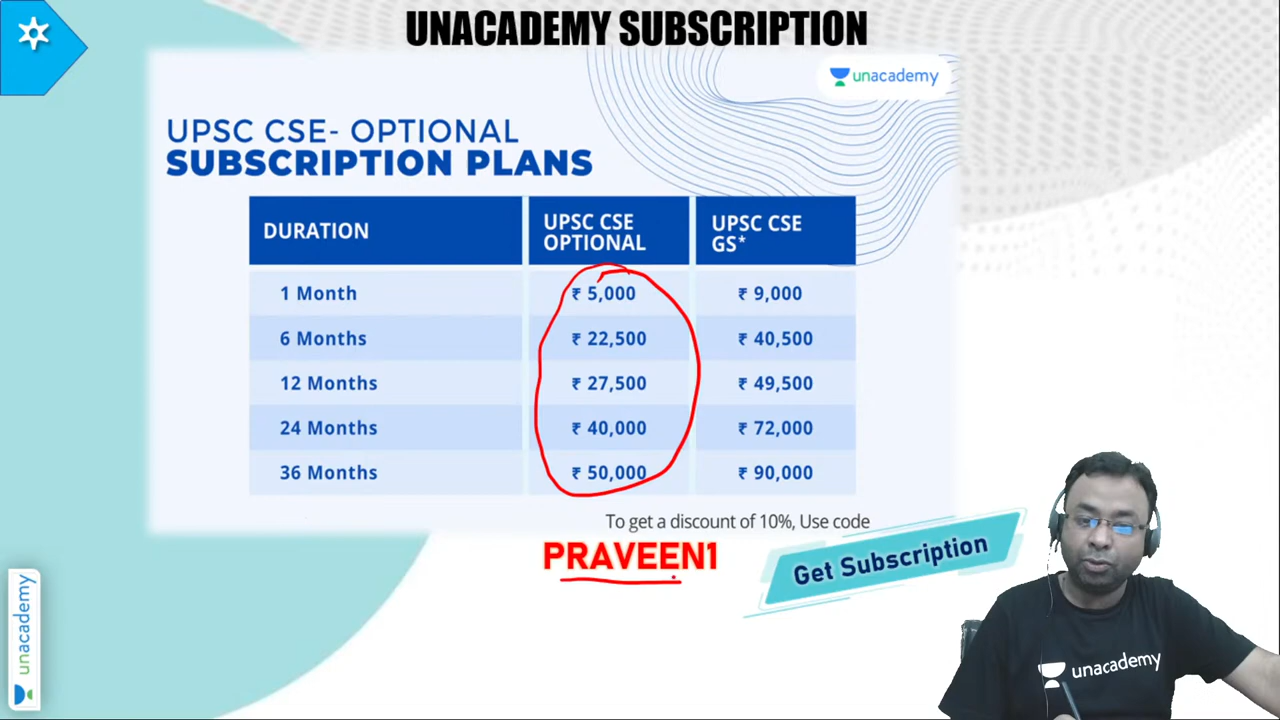 UNACADEMY SUBSCRIPTION
unacademy
UPSC CSE- OPTIONAL
SUBSCRIPTION PLANS
DURATION UPSC CSE OPTIONAL UPSC CSE GS*
1 Month ₹ 5,000 ₹ 9,000
6 Months ₹ 22,500 ₹ 40,500
12 Months ₹ 27,500 ₹ 49,500
24 Months ₹ 40,000 ₹ 72,000
36 Months ₹ 50,000 ₹ 90,000
To get a discount of 10%, Use code
PRAVEEN1
Get Subscription
unacademy
unacademy